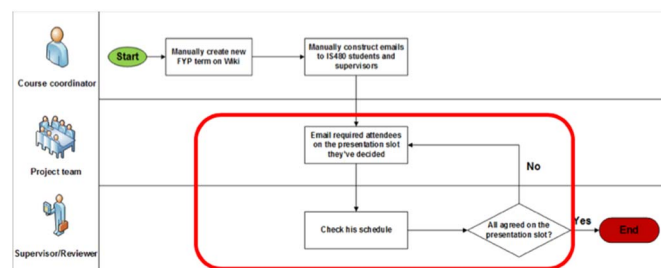 Course coordinator
Start
Manually create new
FYP term on Wiki
Manually construct emails
to IS480 students and
supervisors
Project team
Email required attendees
on the presentation slot
they've decided
No
Supervisor/Reviewer
Check his schedule
All agreed on the
presentation slot?
Yes
End